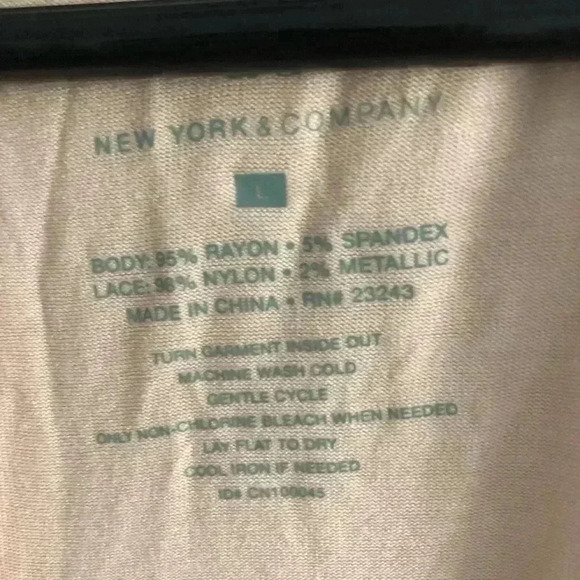 NEW YORK & COMPANY
L
BODY: 95% RAYON • 5% SPANDEX
LACE: 98% NYLON • 2% METALLIC
MADE IN CHINA • RN# 23243
TURN GARMENT INSIDE OUT
MACHINE WASH COLD
GENTLE CYCLE
ONLY NON-CHLORINE BLEACH WHEN NEEDED
LAY FLAT TO DRY
COOL IRON IF NEEDED
ID# CN100045